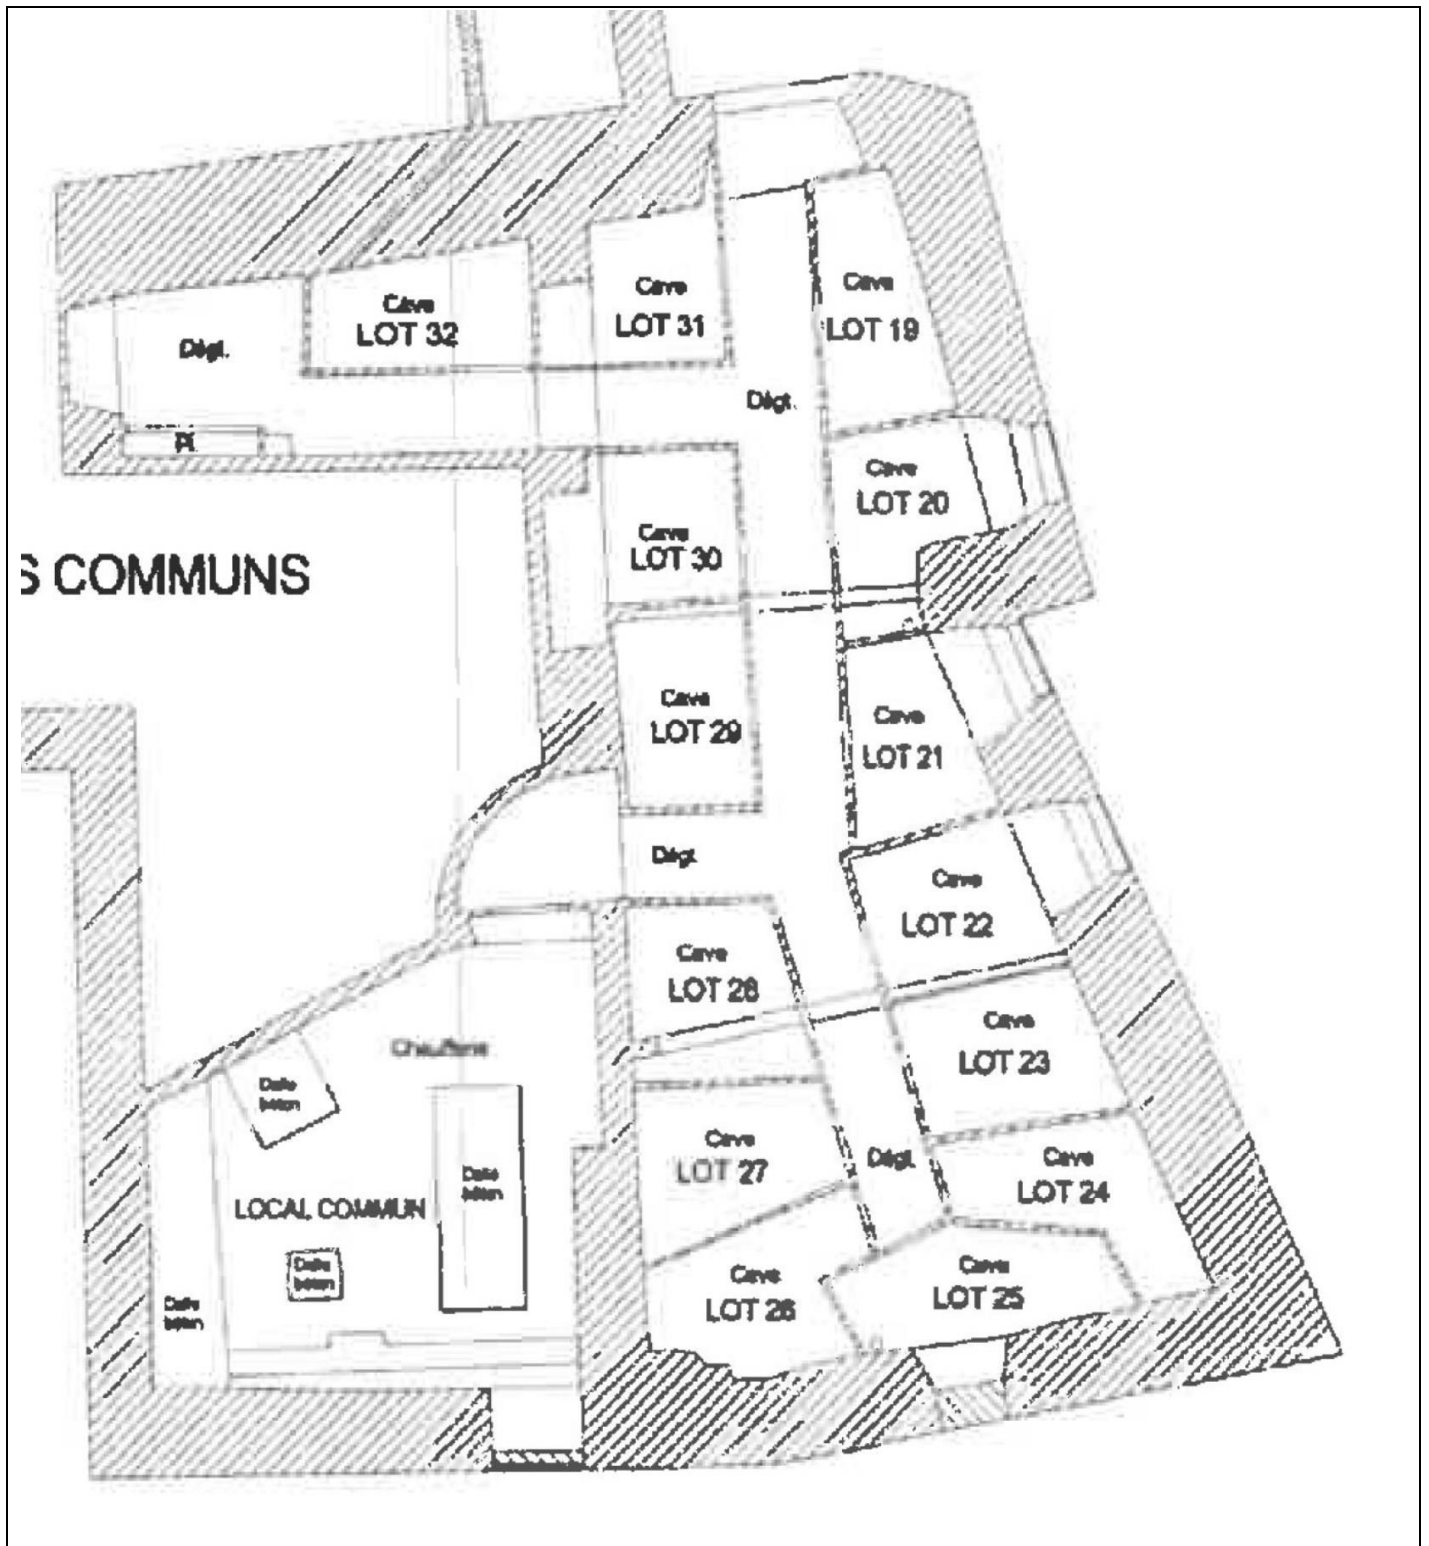 Cave
LOT 32
Cave
LOT 31
Cave
LOT 19
Dégt.
Dégt.
Pl.
Cave
LOT 20
Cave
LOT 30
S COMMUNS
Cave
LOT 29
Cave
LOT 21
Dégt.
Cave
LOT 22
Cave
LOT 28
Cave
LOT 23
Chaufferie
Dalle
béton
Cave
LOT 27
Dégt.
Cave
LOT 24
Dalle
béton
LOCAL COMMUN
Dalle
béton
Cave
LOT 26
Cave
LOT 25
Dalle
béton